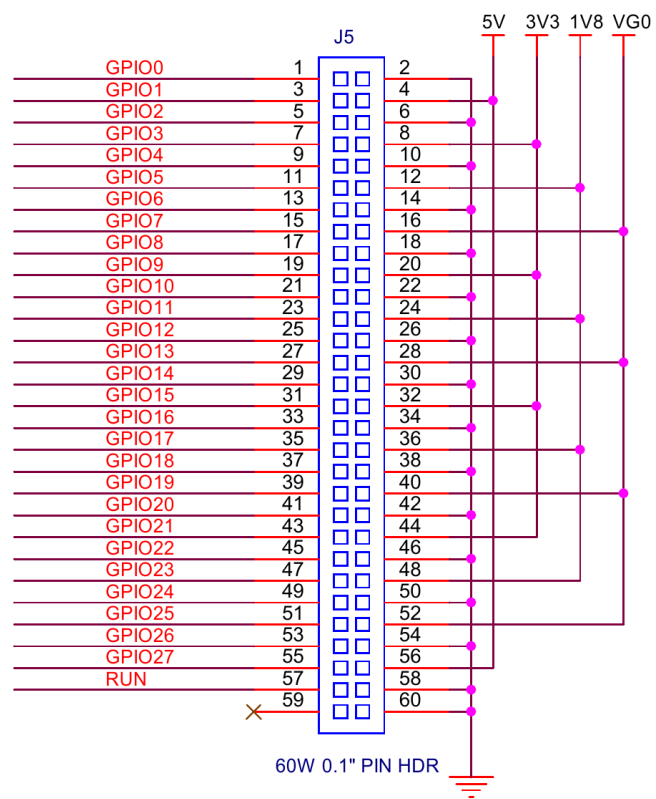 J5 5V 3V3 1V8 VG0
GPIO0 1 2
GPIO1 3 4
GPIO2 5 6
GPIO3 7 8
GPIO4 9 10
GPIO5 11 12
GPIO6 13 14
GPIO7 15 16
GPIO8 17 18
GPIO9 19 20
GPIO10 21 22
GPIO11 23 24
GPIO12 25 26
GPIO13 27 28
GPIO14 29 30
GPIO15 31 32
GPIO16 33 34
GPIO17 35 36
GPIO18 37 38
GPIO19 39 40
GPIO20 41 42
GPIO21 43 44
GPIO22 45 46
GPIO23 47 48
GPIO24 49 50
GPIO25 51 52
GPIO26 53 54
GPIO27 55 56
RUN 57 58
59 60
60W 0.1" PIN HDR